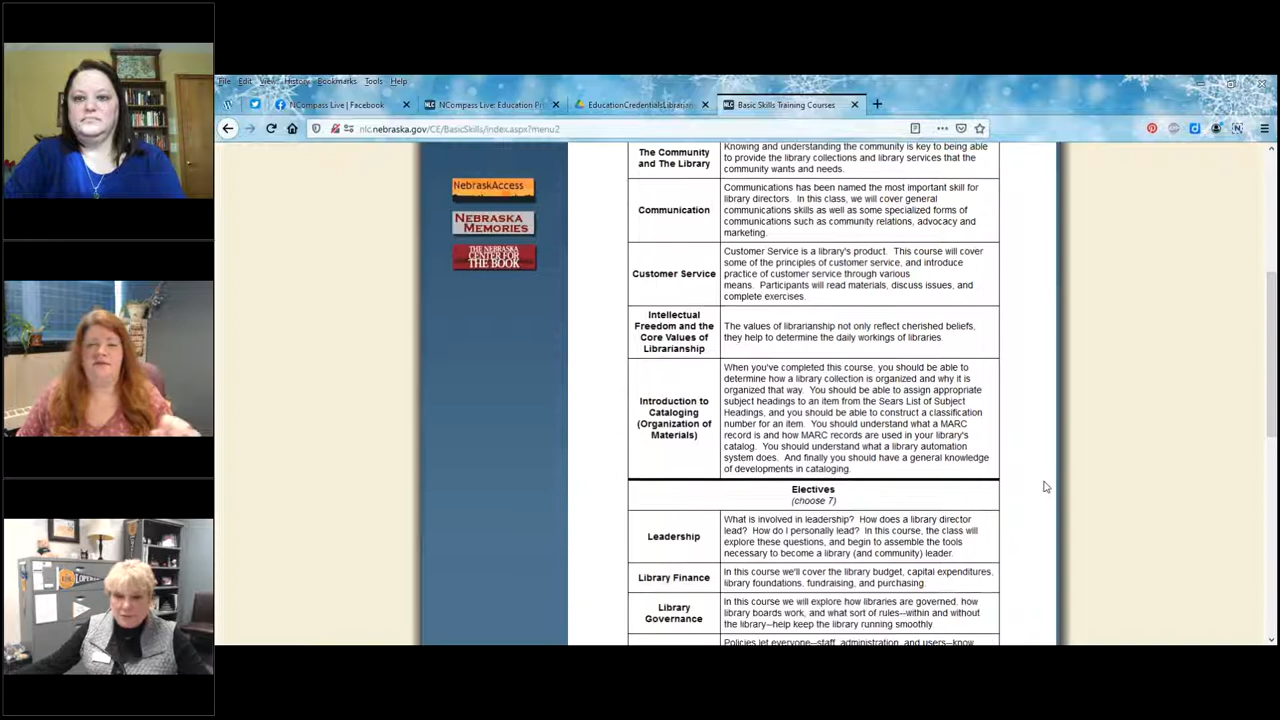 File Edit View History Bookmarks Tools Help
NCompass Live | Facebook
NLC NCompass Live: Education Pr
EducationCredentialsLibrarian
NLC Basic Skills Training Courses
nlc.nebraska.gov/CE/BasicSkills/index.aspx?menu2
NebraskAccess
NEBRASKA
MEMORIES
THE NEBRASKA
CENTER FOR
THE BOOK
The Community
and The Library
Knowing and understanding the community is key to being able
to provide the library collections and library services that the
community wants and needs.
Communication
Communications has been named the most important skill for
library directors. In this class, we will cover general
communications skills as well as some specialized forms of
communications such as community relations, advocacy and
marketing.
Customer Service
Customer Service is a library's product. This course will cover
some of the principles of customer service, and introduce
practice of customer service through various
means. Participants will read materials, discuss issues, and
complete exercises.
Intellectual
Freedom and the
Core Values of
Librarianship
The values of librarianship not only reflect cherished beliefs,
they help to determine the daily workings of libraries
Introduction to
Cataloging
(Organization of
Materials)
When you've completed this course, you should be able to
determine how a library collection is organized and why it is
organized that way. You should be able to assign appropriate
subject headings to an item from the Sears List of Subject
Headings, and you should be able to construct a classification
number for an item. You should understand what a MARC
record is and how MARC records are used in your library's
catalog. You should understand what a library automation
system does. And finally you should have a general knowledge
of developments in cataloging.
Electives
(choose 7)
Leadership
What is involved in leadership? How does a library director
lead? How do I personally lead? In this course, the class will
explore these questions, and begin to assemble the tools
necessary to become a library (and community) leader.
Library Finance
In this course we'll cover the library budget, capital expenditures,
library foundations, fundraising, and purchasing.
Library
Governance
In this course we will explore how libraries are governed, how
library boards work, and what sort of rules--within and without
the library--help keep the library running smoothly
Policies let everyone--staff, administration, and users--know